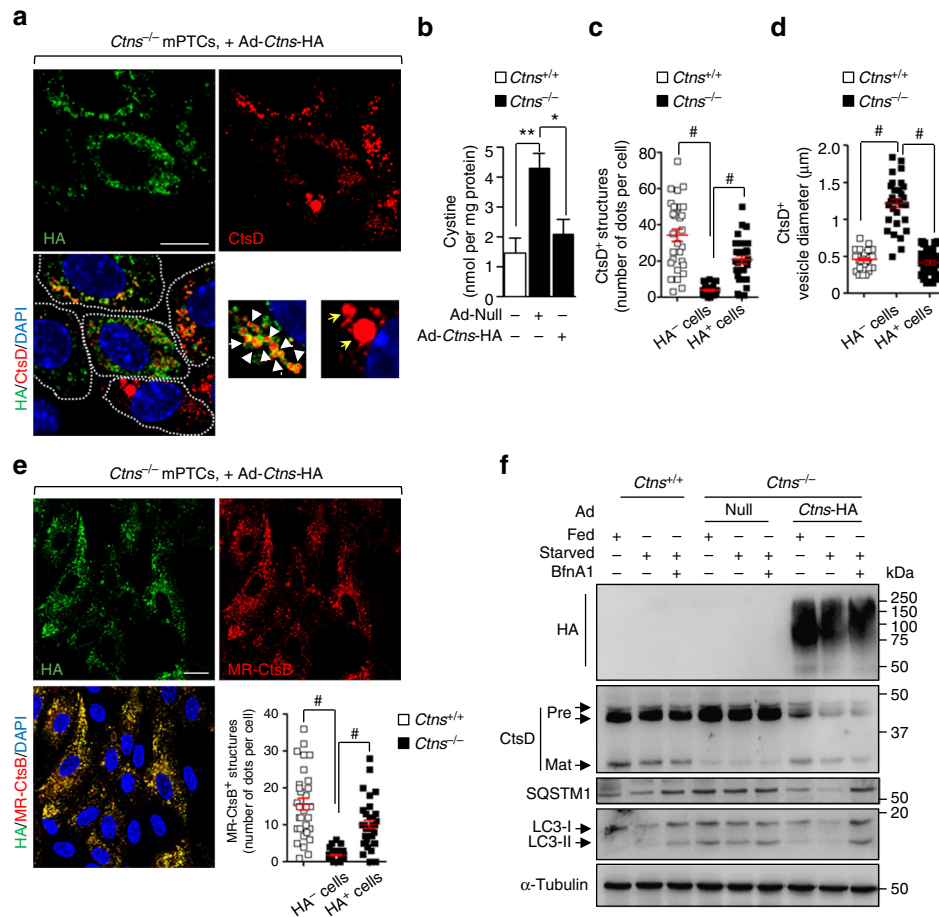 a
Ctns−/− mPTCs, + Ad-Ctns-HA
HA
CtsD
HA/CtsD/DAPI
b
Ctns+/+
Ctns−/−
** *
Cystine
(nmol per mg protein)
5
4
3
2
1
0
Ad-Null − + −
Ad-Ctns-HA − − +
c
Ctns+/+
Ctns−/−
# #
CtsD+ structures
(number of dots per cell)
80
60
40
20
0
HA− cells
HA+ cells
d
Ctns+/+
Ctns−/−
# #
CtsD+
vesicle diameter (μm)
2
1.5
1
0.5
0
HA− cells
HA+ cells
e
Ctns−/− mPTCs, + Ad-Ctns-HA
HA
MR-CtsB
HA/MR-CtsB/DAPI
Ctns+/+
Ctns−/−
# #
MR-CtsB+ structures
(number of dots per cell)
40
30
20
10
0
HA− cells
HA+ cells
f
Ctns+/+ Ctns−/−
Ad Null Ctns-HA
Fed + − − + − − + − −
Starved − + + − + + − + +
BfnA1 − − + − − + − − +
kDa
HA
250
150
100
75
50
CtsD
Pre
Mat
50
37
SQSTM1
50
LC3-I
LC3-II
20
α-Tubulin
50